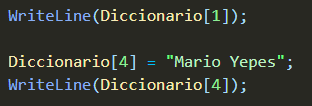 WriteLine(Diccionario[1]);
Diccionario[4] = "Mario Yepes";
WriteLine(Diccionario[4]);